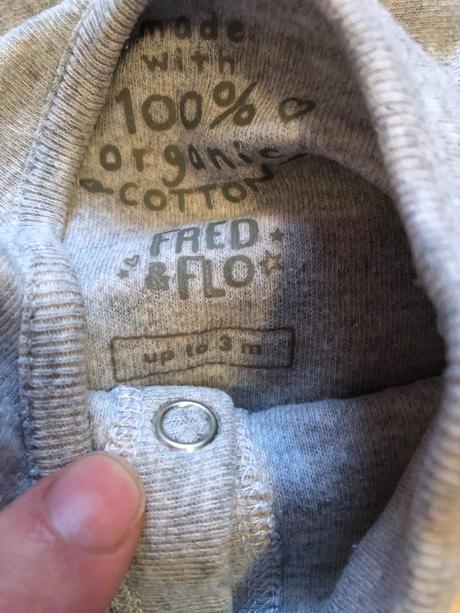 made
with
100%
organic
COTTON
FRED
&FLO
up to 3 m